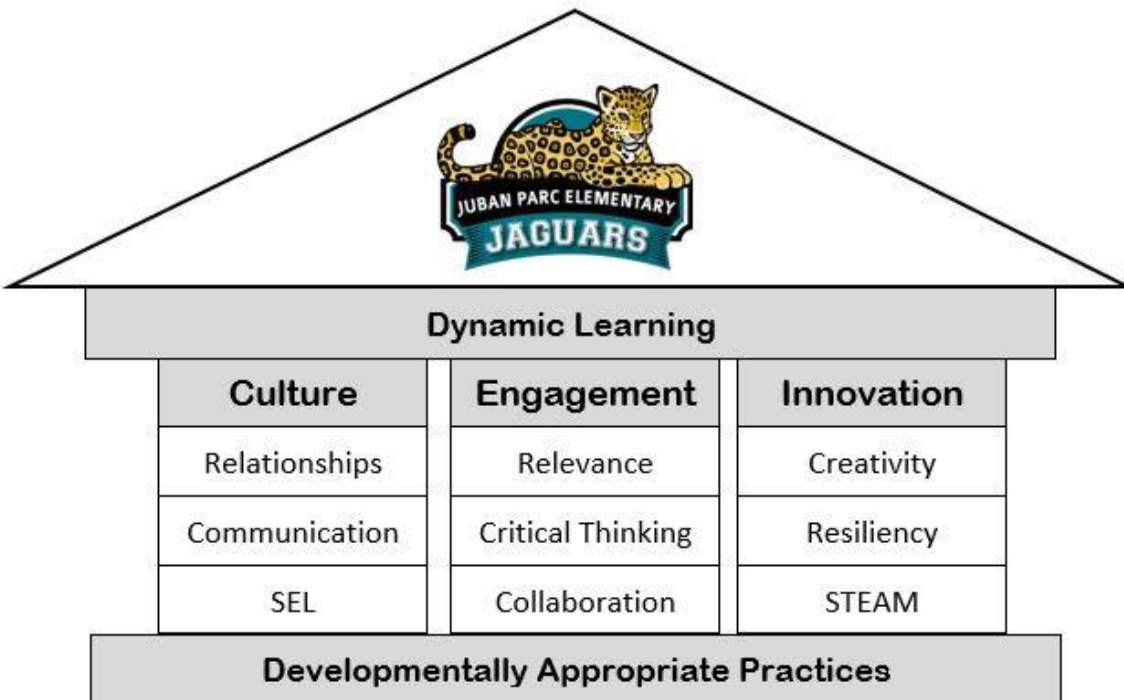 JUBAN PARC ELEMENTARY
JAGUARS
Dynamic Learning
Culture
Relationships
Communication
SEL
Engagement
Relevance
Critical Thinking
Collaboration
Innovation
Creativity
Resiliency
STEAM
Developmentally Appropriate Practices